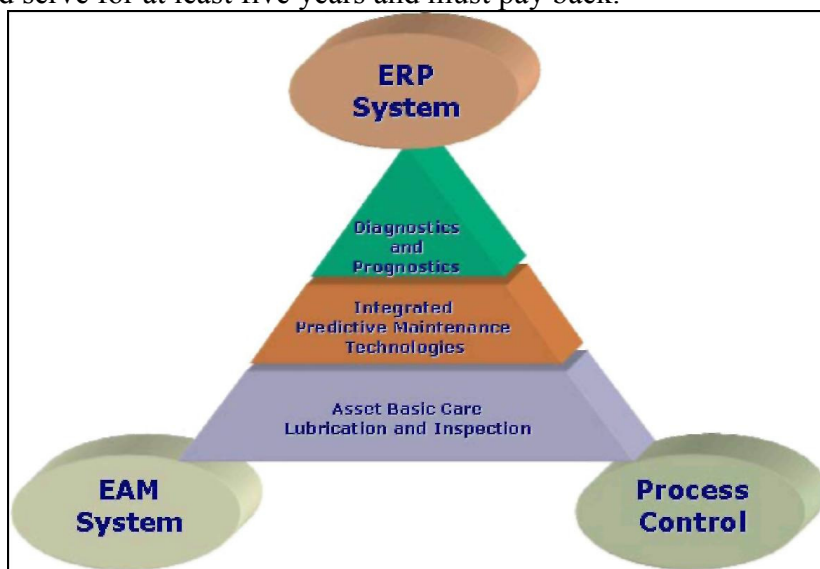 d serve for at least five years and must pay back.
ERP
System
Diagnostics
and
Prognostics
Integrated
Predictive Maintenance
Technologies
Asset Basic Care
Lubrication and Inspection
EAM
System
Process
Control